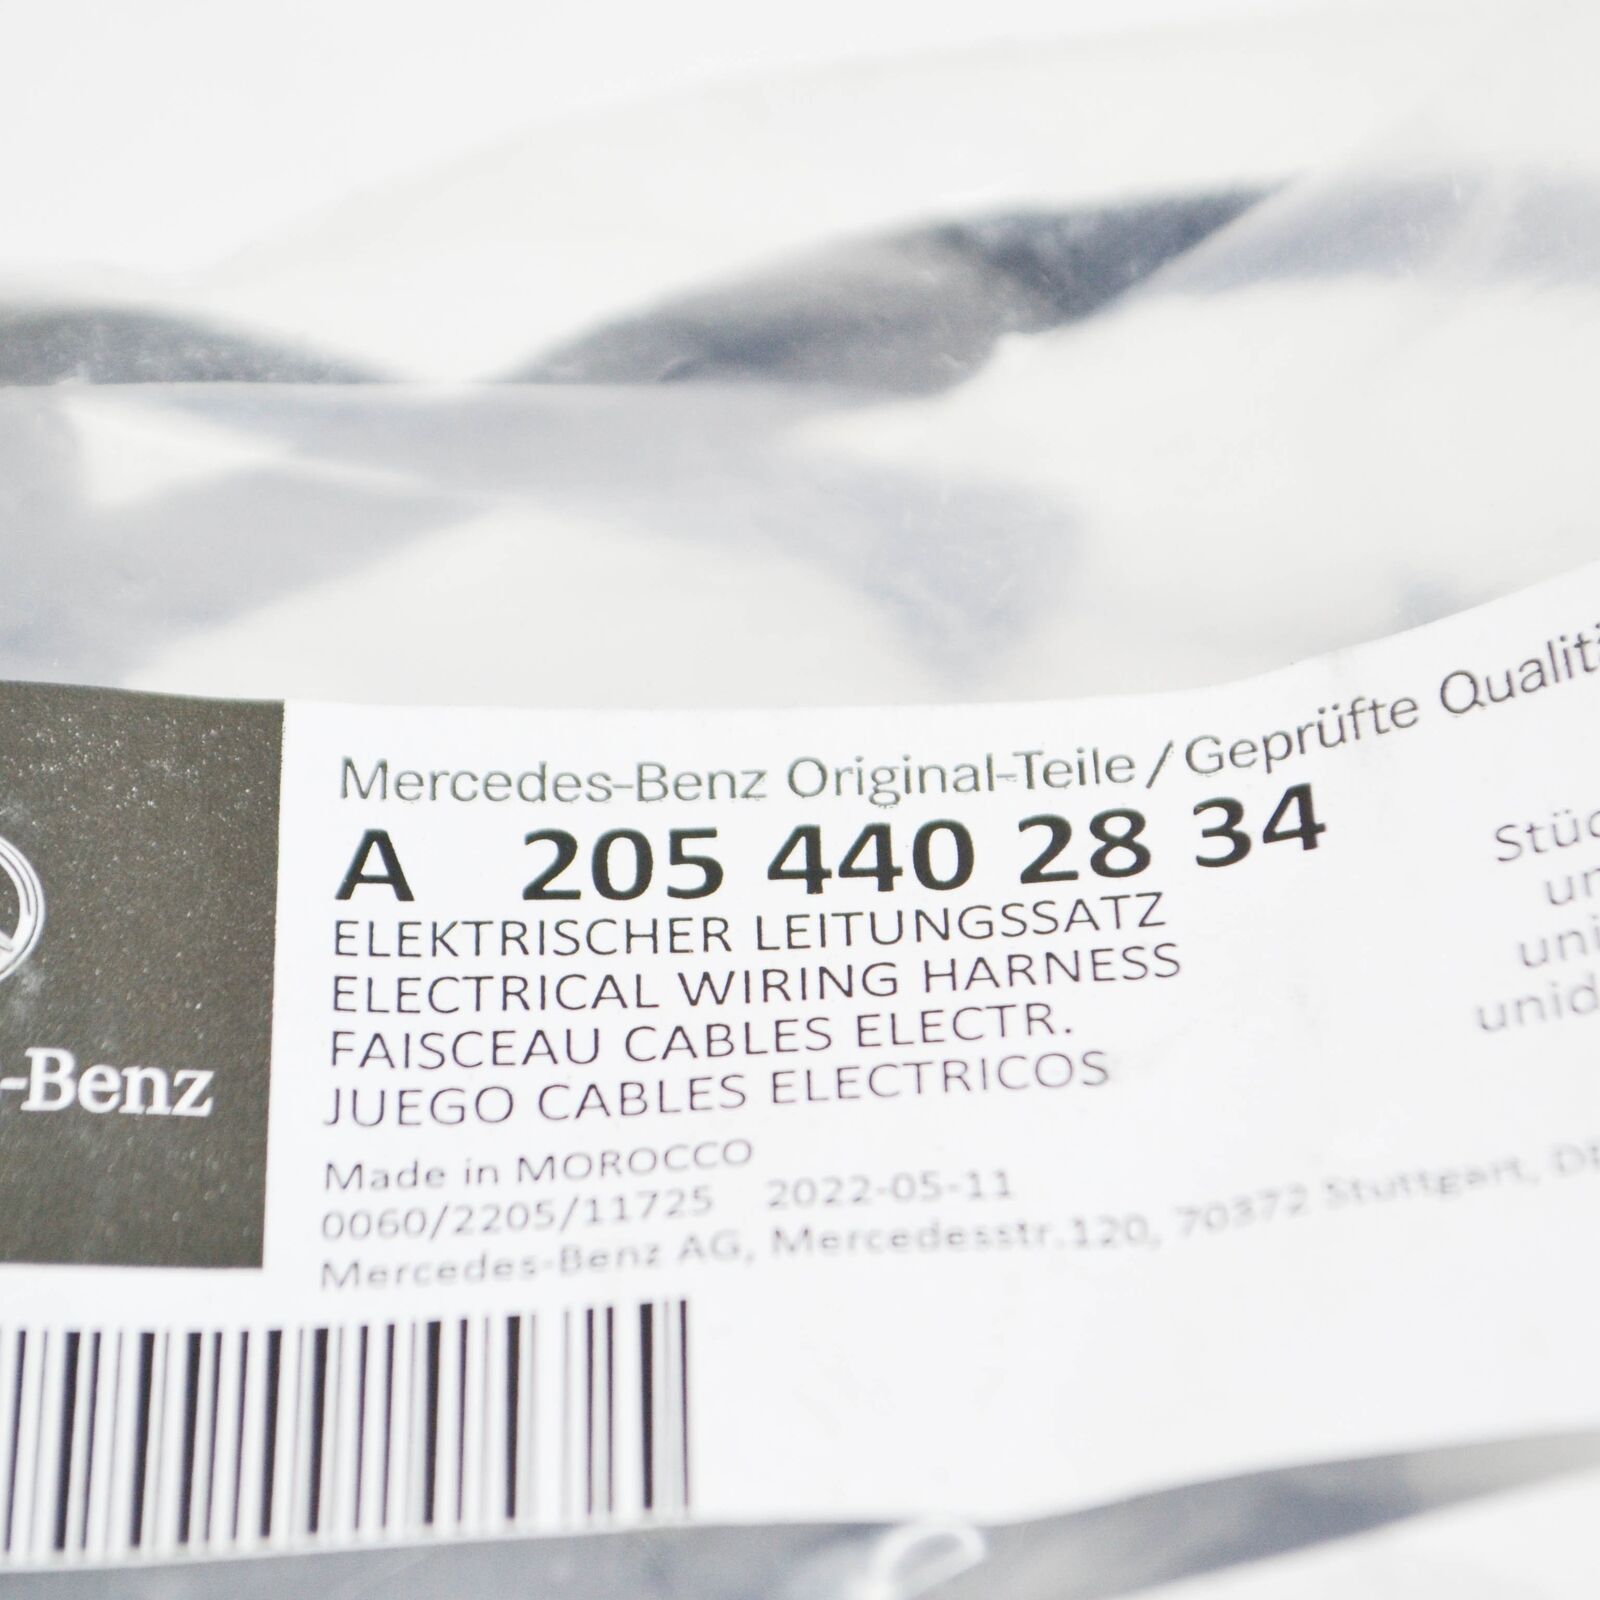 Mercedes-Benz Original-Teile / Geprüfte
A 205 440 28 34
ELEKTRISCHER LEITUNGSSATZ
ELECTRICAL WIRING HARNESS
FAISCEAU CABLES ELECTR.
JUEGO CABLES ELECTRICOS
Made in MOROCCO
0060/2205/11725 2022-05-11
Mercedes-Benz AG, Mercedesstr.120, 70372 Stuttgart,
-Benz